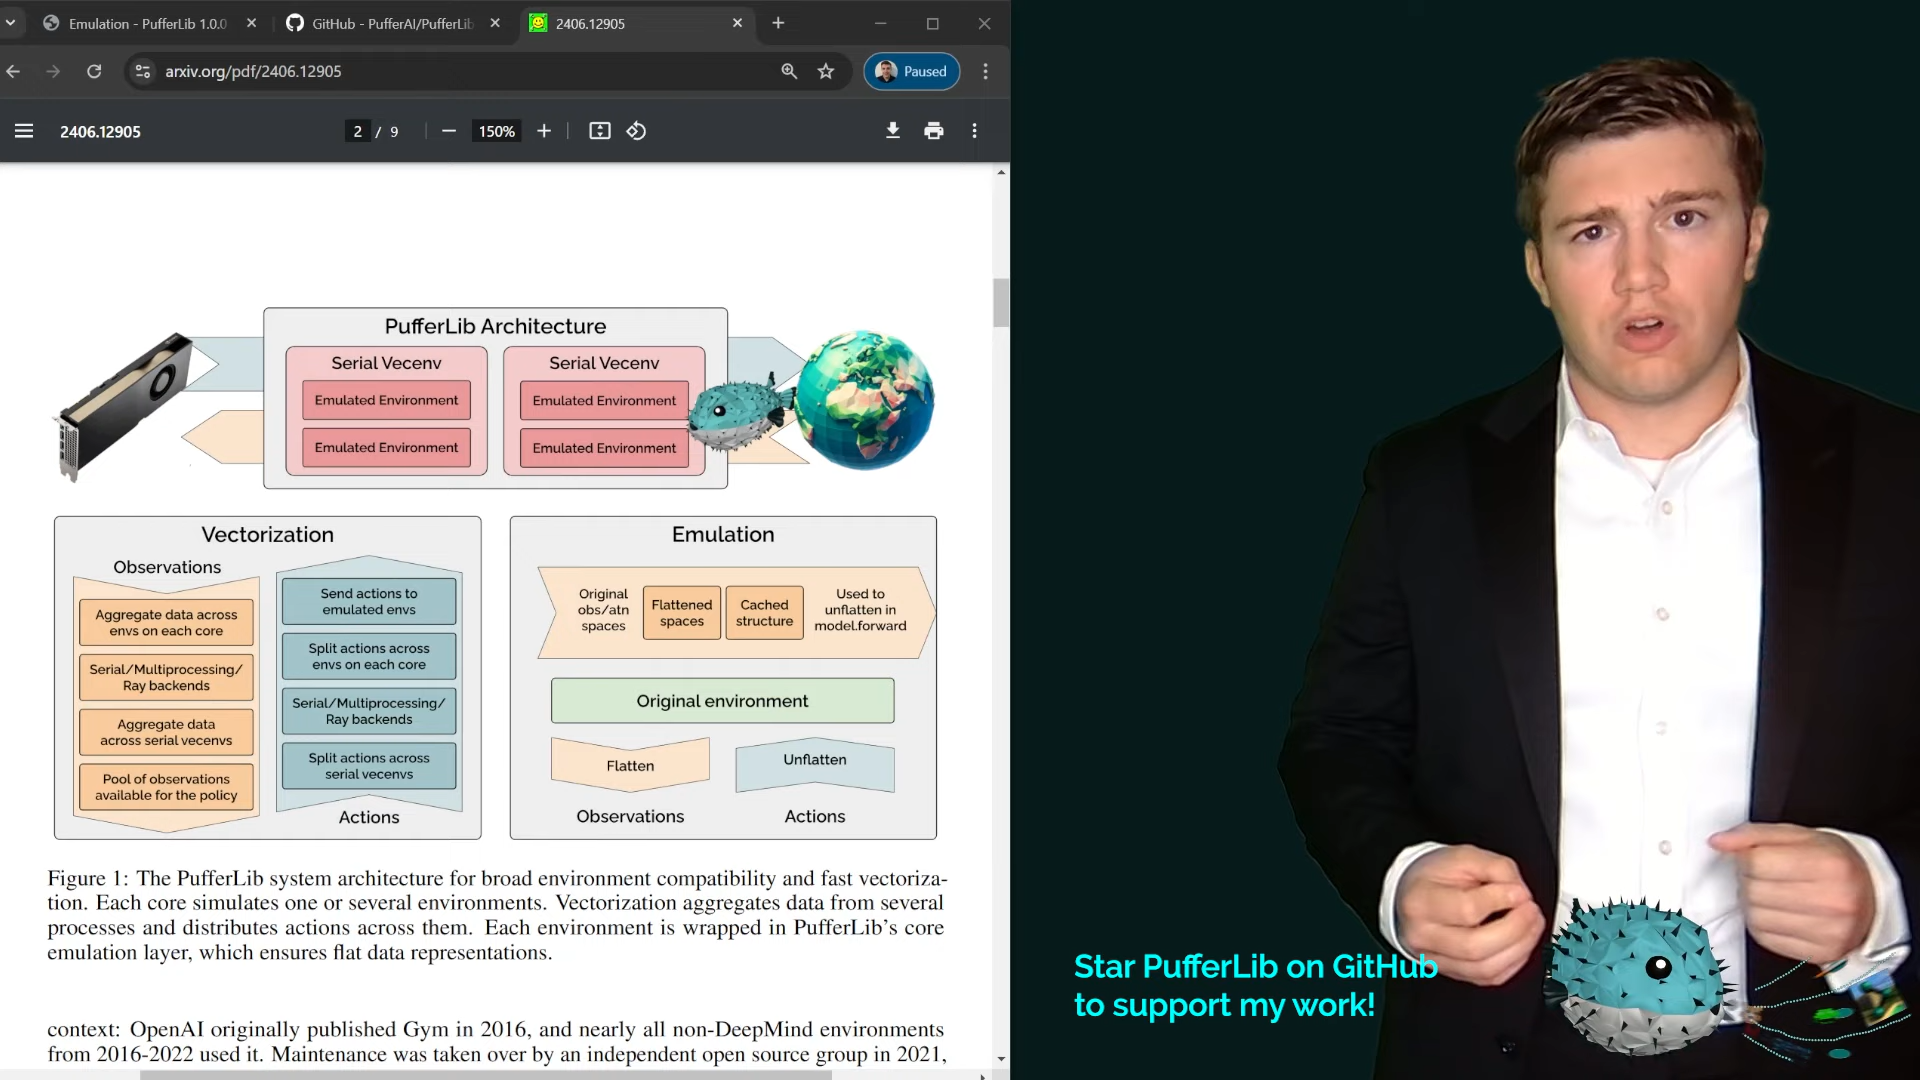 Emulation - PufferLib 1.0.0
GitHub - PufferAI/PufferLib
2406.12905
arxiv.org/pdf/2406.12905
Paused
2406.12905
2 / 9
150%
PufferLib Architecture
Serial Vecenv
Emulated Environment
Emulated Environment
Serial Vecenv
Emulated Environment
Emulated Environment
Vectorization
Observations
Aggregate data across
envs on each core
Serial/Multiprocessing/
Ray backends
Aggregate data
across serial vecenvs
Pool of observations
available for the policy
Send actions to
emulated envs
Split actions across
envs on each core
Serial/Multiprocessing/
Ray backends
Split actions across
serial vecenvs
Actions
Emulation
Original
obs/atn
spaces
Flattened
spaces
Cached
structure
Used to
unflatten in
model.forward
Original environment
Flatten
Observations
Unflatten
Actions
Figure 1: The PufferLib system architecture for broad environment compatibility and fast vectoriza-
tion. Each core simulates one or several environments. Vectorization aggregates data from several
processes and distributes actions across them. Each environment is wrapped in PufferLib's core
emulation layer, which ensures flat data representations.
context: OpenAI originally published Gym in 2016, and nearly all non-DeepMind environments
from 2016-2022 used it. Maintenance was taken over by an independent open source group in 2021,
Star PufferLib on GitHub
to support my work!